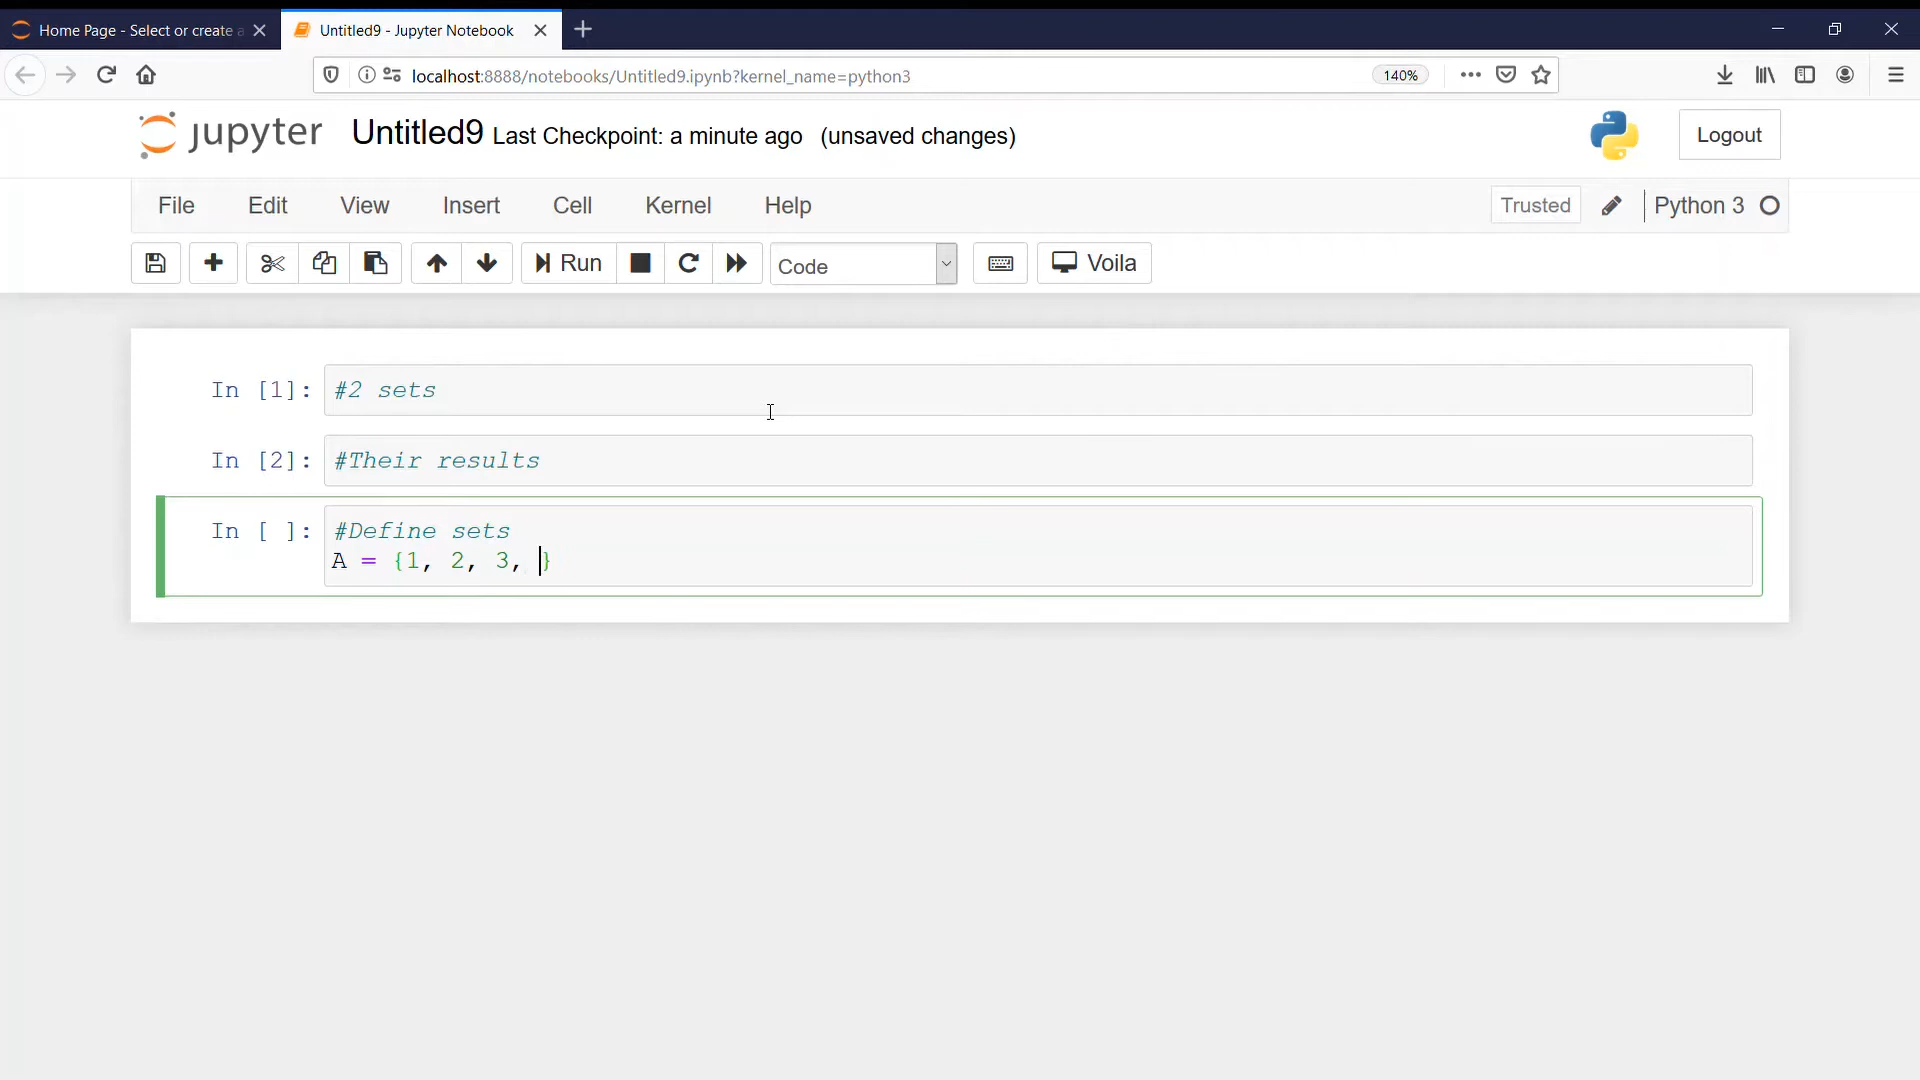 Home Page - Select or create a
Untitled9 - Jupyter Notebook
localhost:8888/notebooks/Untitled9.ipynb?kernel_name=python3
140%
jupyter
Untitled9 Last Checkpoint: a minute ago (unsaved changes)
Logout
File Edit View Insert Cell Kernel Help
Trusted
Python 3
Run
Code
Voila
In [1]: #2 sets
In [2]: #Their results
In [ ]: #Define sets
A = {1, 2, 3, }